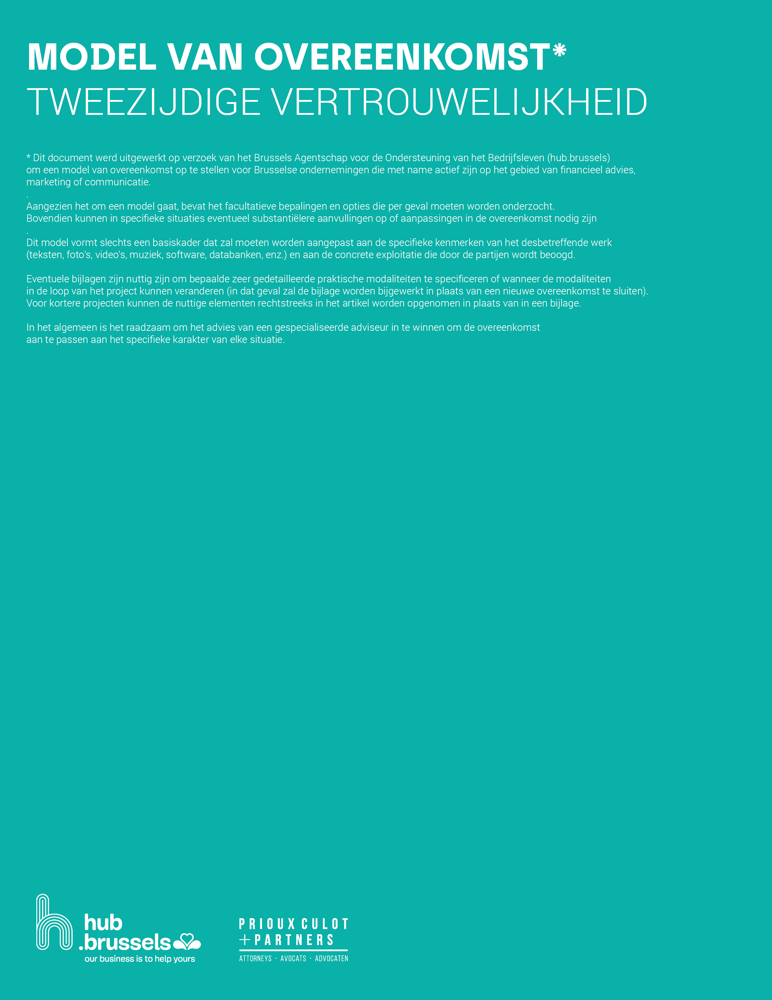 MODEL VAN OVEREENKOMST*
TWEEZIJDIGE VERTROUWELIJKHEID
* Dit document werd uitgewerkt op verzoek van het Brussels Agentschap voor de Ondersteuning van het Bedrijfsleven (hub.brussels)
om een model van overeenkomst op te stellen voor Brusselse ondernemingen die met name actief zijn op het gebied van financieel advies,
marketing of communicatie.
.
Aangezien het om een model gaat, bevat het facultatieve bepalingen en opties die per geval moeten worden onderzocht.
Bovendien kunnen in specifieke situaties eventueel substantiëlere aanvullingen op of aanpassingen in de overeenkomst nodig zijn
.
Dit model vormt slechts een basiskader dat zal moeten worden aangepast aan de specifieke kenmerken van het desbetreffende werk
(teksten, foto's, video's, muziek, software, databanken, enz.) en aan de concrete exploitatie die door de partijen wordt beoogd.
Eventuele bijlagen zijn nuttig zijn om bepaalde zeer gedetailleerde praktische modaliteiten te specificeren of wanneer de modaliteiten
in de loop van het project kunnen veranderen (in dat geval zal de bijlage worden bijgewerkt in plaats van een nieuwe overeenkomst te sluiten).
Voor kortere projecten kunnen de nuttige elementen rechtstreeks in het artikel worden opgenomen in plaats van in een bijlage.
In het algemeen is het raadzaam om het advies van een gespecialiseerde adviseur in te winnen om de overeenkomst
aan te passen aan het specifieke karakter van elke situatie.
hub
.brussels
our business is to help yours
PRIOUX CULOT
+PARTNERS
ATTORNEYS - AVOCATS - ADVOCATEN